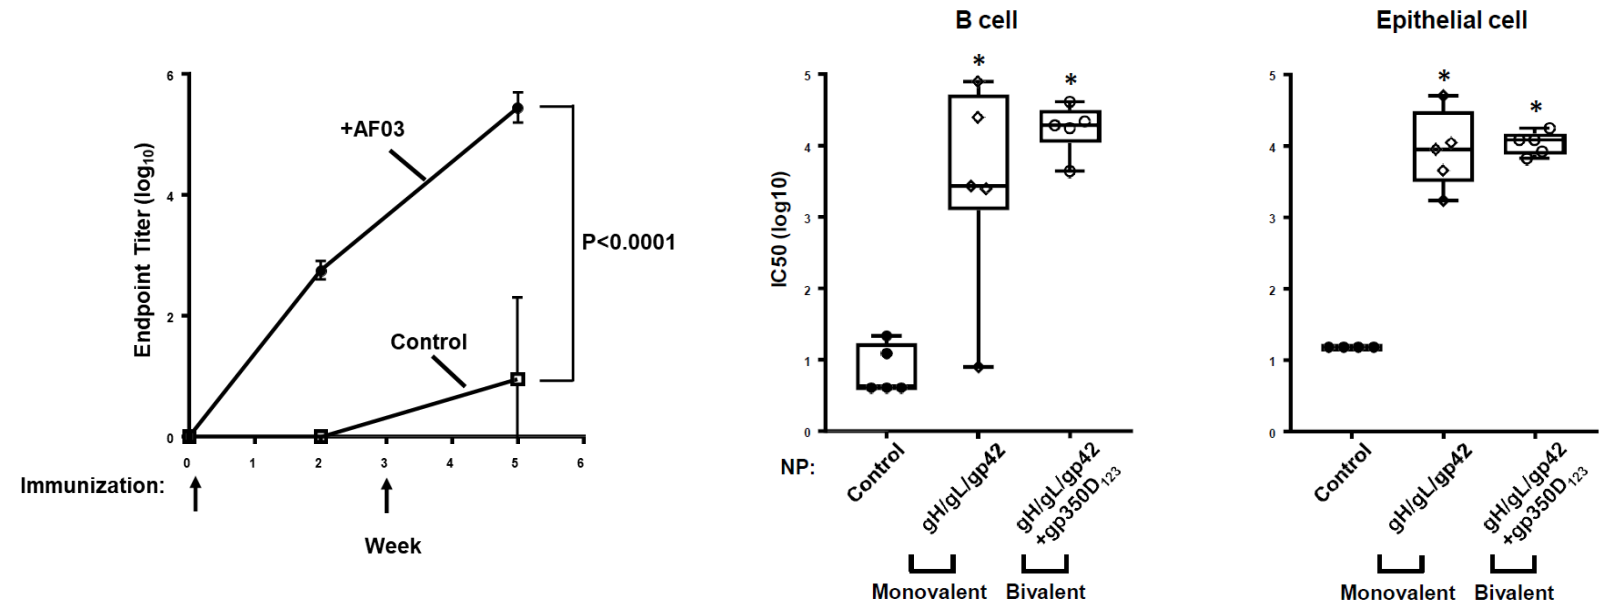 6
4
2
0
Endpoint Titer (log10)
+AF03
Control
P<0.0001
0 1 2 3 4 5 6
Immunization:
Week
B cell
* *
5
4
3
2
1
0
IC50 (log10)
NP:
Control
gH/gL/gp42
gH/gL/gp42
+gp350D123
Monovalent Bivalent
Epithelial cell
* *
5
4
3
2
1
0
Control
gH/gL/gp42
gH/gL/gp42
+gp350D123
Monovalent Bivalent